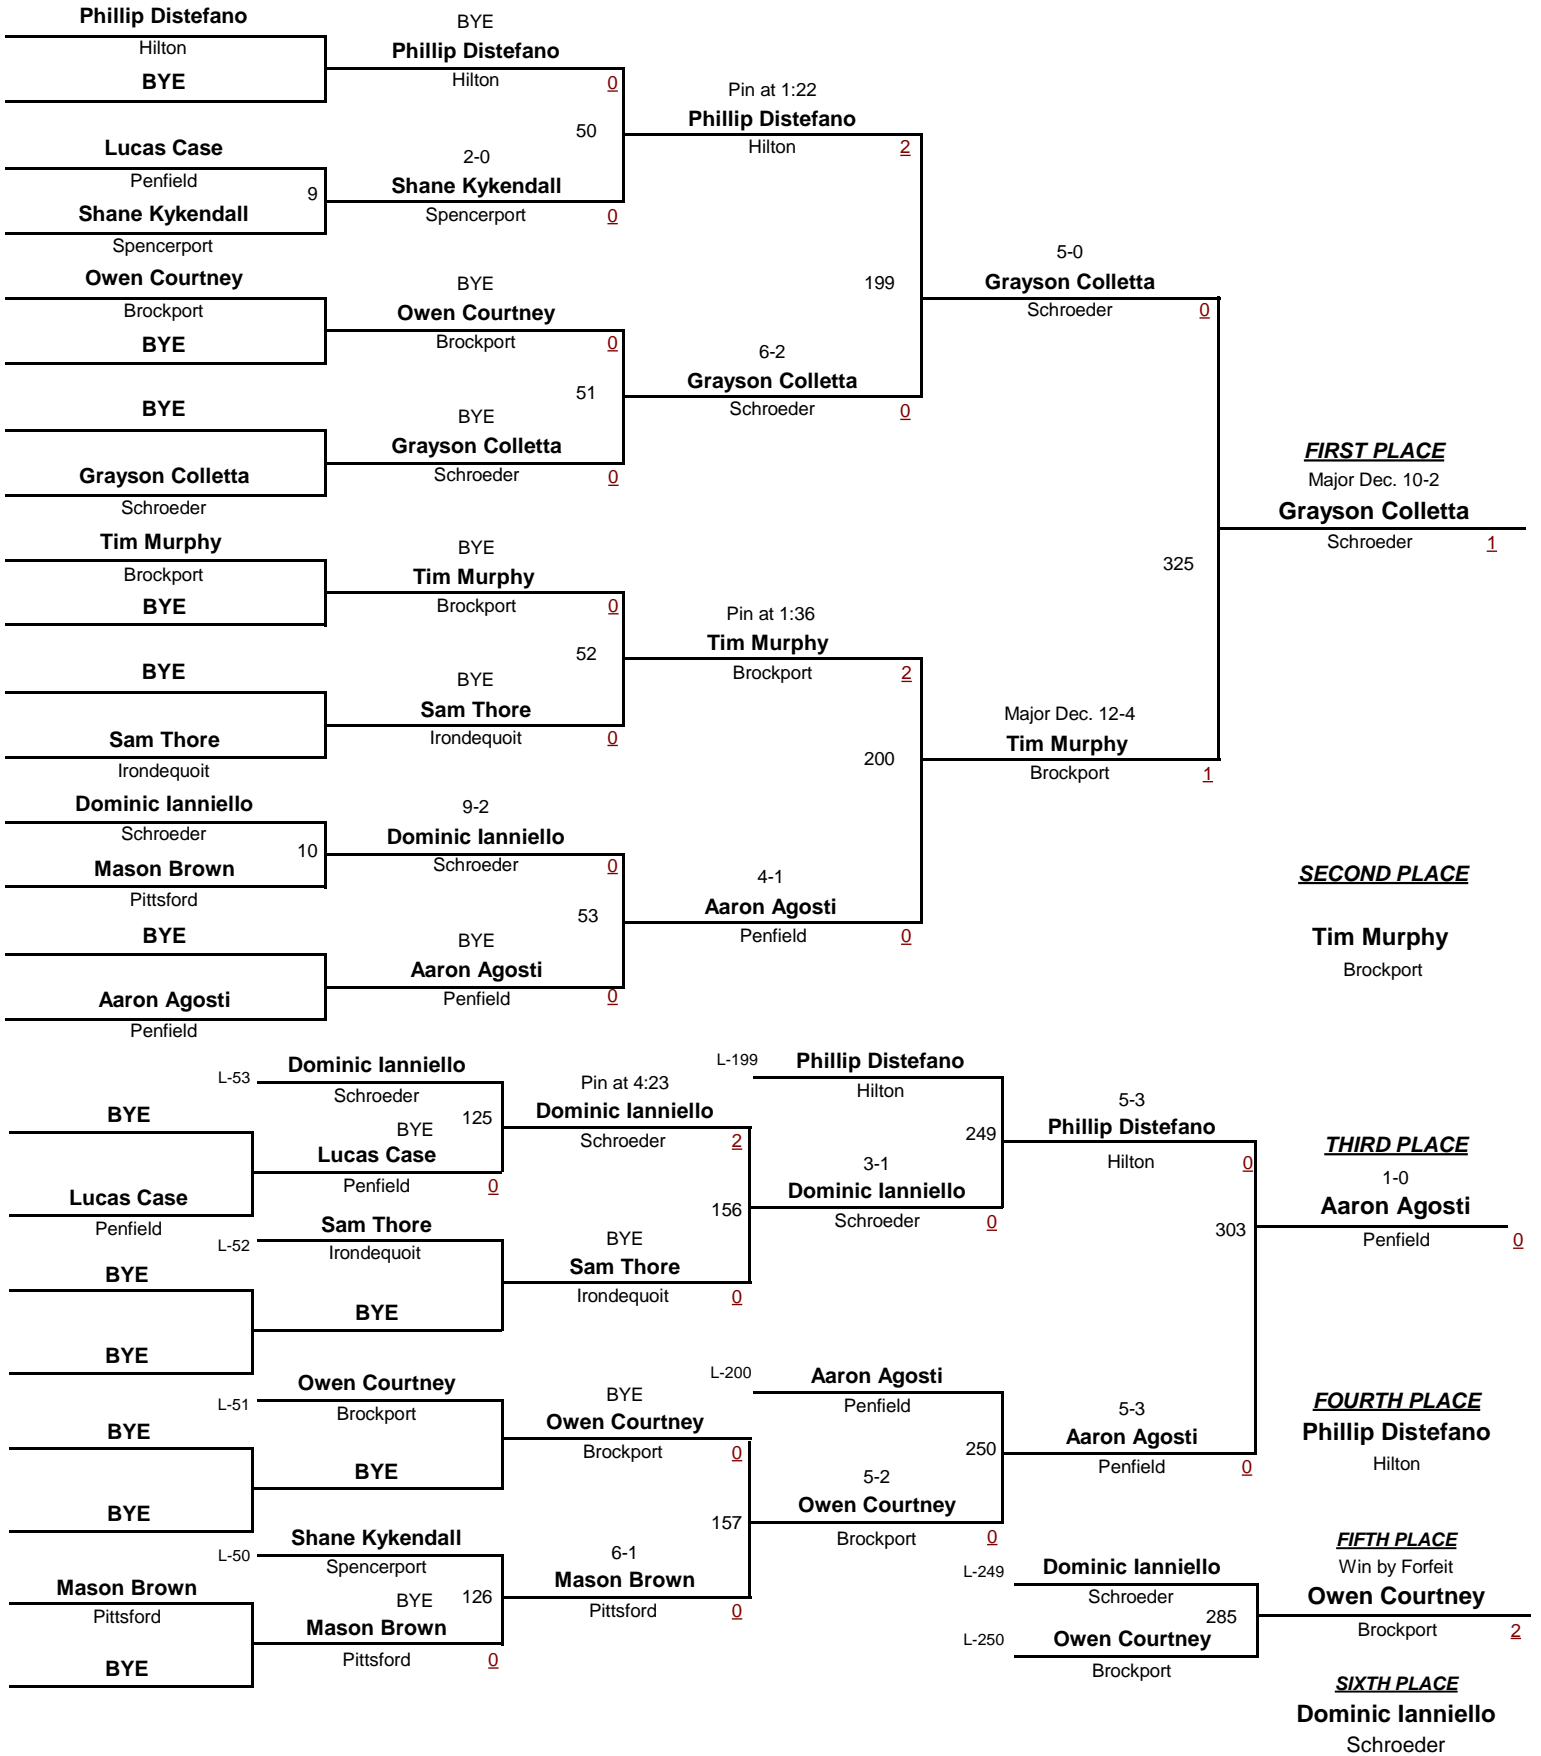 Phillip Distefano
Hilton
BYE
BYE
Phillip Distefano
Hilton
0
Lucas Case
Penfield
9
Shane Kykendall
Spencerport
2-0
Shane Kykendall
Spencerport
0
50
Pin at 1:22
Phillip Distefano
Hilton
2
Owen Courtney
Brockport
BYE
BYE
Owen Courtney
Brockport
0
BYE
Grayson Colletta
Schroeder
BYE
Grayson Colletta
Schroeder
0
51
6-2
Grayson Colletta
Schroeder
0
199
5-0
Grayson Colletta
Schroeder
0
Tim Murphy
Brockport
BYE
BYE
Tim Murphy
Brockport
0
BYE
Sam Thore
Irondequoit
BYE
Sam Thore
Irondequoit
0
52
Pin at 1:36
Tim Murphy
Brockport
2
Dominic Ianniello
Schroeder
10
Mason Brown
Pittsford
9-2
Dominic Ianniello
Schroeder
0
BYE
Aaron Agosti
Penfield
BYE
Aaron Agosti
Penfield
0
53
4-1
Aaron Agosti
Penfield
0
200
Major Dec. 12-4
Tim Murphy
Brockport
1
325
FIRST PLACE
Major Dec. 10-2
Grayson Colletta
Schroeder
1
SECOND PLACE
Tim Murphy
Brockport
L-53
Dominic Ianniello
Schroeder
BYE
Lucas Case
Penfield
BYE
Lucas Case
Penfield
0
125
Pin at 4:23
Dominic Ianniello
Schroeder
2
L-52
Sam Thore
Irondequoit
BYE
BYE
BYE
BYE
Sam Thore
Irondequoit
0
156
L-199
Phillip Distefano
Hilton
3-1
Dominic Ianniello
Schroeder
0
249
5-3
Phillip Distefano
Hilton
0
L-51
Owen Courtney
Brockport
BYE
BYE
BYE
BYE
Owen Courtney
Brockport
0
L-50
Shane Kykendall
Spencerport
Mason Brown
Pittsford
BYE
BYE
Mason Brown
Pittsford
0
126
6-1
Mason Brown
Pittsford
0
157
L-200
Aaron Agosti
Penfield
5-2
Owen Courtney
Brockport
0
250
5-3
Aaron Agosti
Penfield
0
303
THIRD PLACE
1-0
Aaron Agosti
Penfield
0
FOURTH PLACE
Phillip Distefano
Hilton
L-249
Dominic Ianniello
Schroeder
285
L-250
Owen Courtney
Brockport
FIFTH PLACE
Win by Forfeit
Owen Courtney
Brockport
2
SIXTH PLACE
Dominic Ianniello
Schroeder